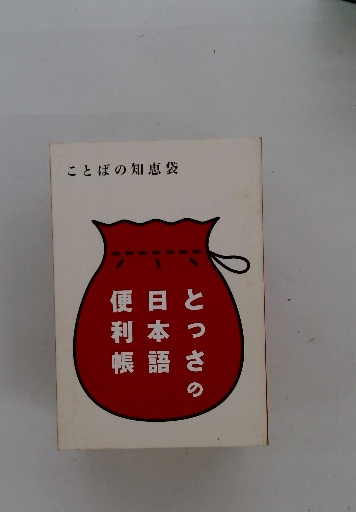 ことばの知恵袋
とっさの
日本語
便利帳